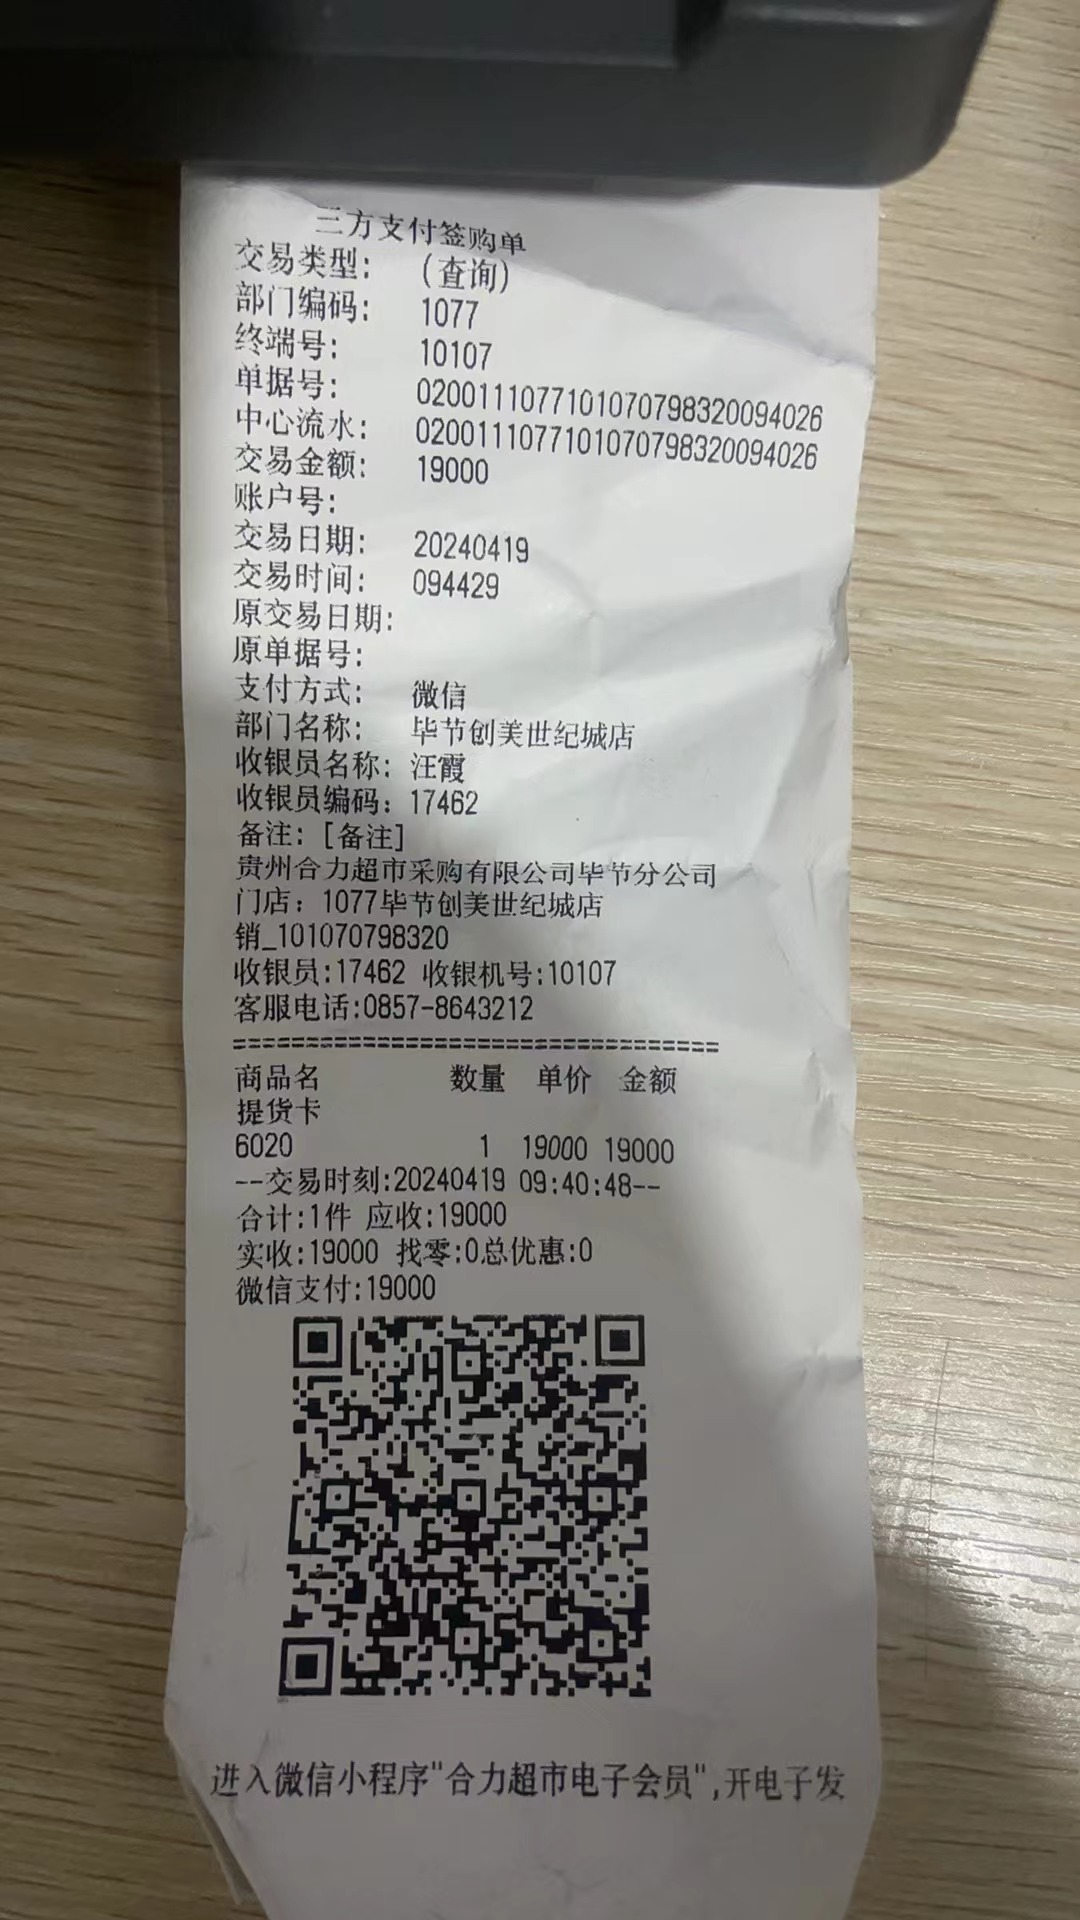 三方支付签购单
交易类型: (查询)
部门编码: 1077
终端号: 10107
单据号: 0200111077101070798320094026
中心流水: 0200111077101070798320094026
交易金额: 19000
账户号:
交易日期: 20240419
交易时间: 094429
原交易日期:
原单据号:
支付方式: 微信
部门名称: 毕节创美世纪城店
收银员名称: 汪霞
收银员编码: 17462
备注: [备注]
贵州合力超市采购有限公司毕节分公司
门店: 1077毕节创美世纪城店
销_101070798320
收银员:17462 收银机号:10107
客服电话:0857-8643212
==================================
商品名 数量 单价 金额
提货卡
6020 1 19000 19000
--交易时刻:20240419 09:40:48--
合计:1件 应收:19000
实收:19000 找零:0总优惠:0
微信支付:19000
进入微信小程序"合力超市电子会员",开电子发